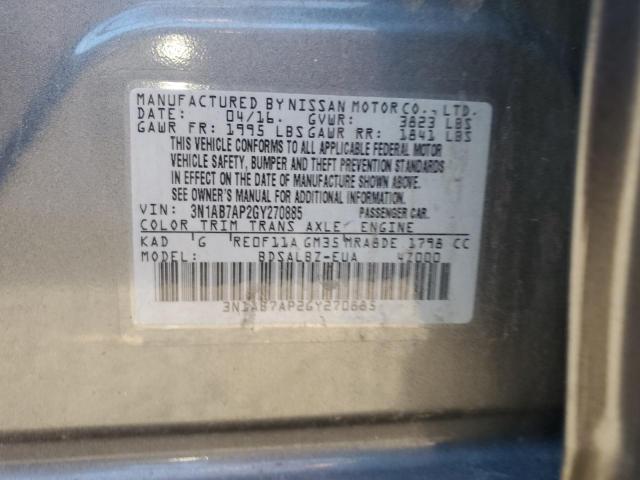 MANUFACTURED BY NISSAN MOTOR CO., LTD.
DATE: 04/16. GVWR: 3823 LBS
GAWR FR: 1995 LBS GAWR RR: 1841 LBS
THIS VEHICLE CONFORMS TO ALL APPLICABLE FEDERAL MOTOR
VEHICLE SAFETY, BUMPER AND THEFT PREVENTION STANDARDS
IN EFFECT ON THE DATE OF MANUFACTURE SHOWN ABOVE.
SEE OWNER'S MANUAL FOR ADDITIONAL INFORMATION.
VIN: 3N1AB7AP2GY270885 PASSENGER CAR.
COLOR TRIM TRANS AXLE ENGINE
KAD G RE0F11A GM35 MRA8DE 1798 CC
MODEL: BDSALBZ-EUA 4Z000
3N1AB7AP2GY270885